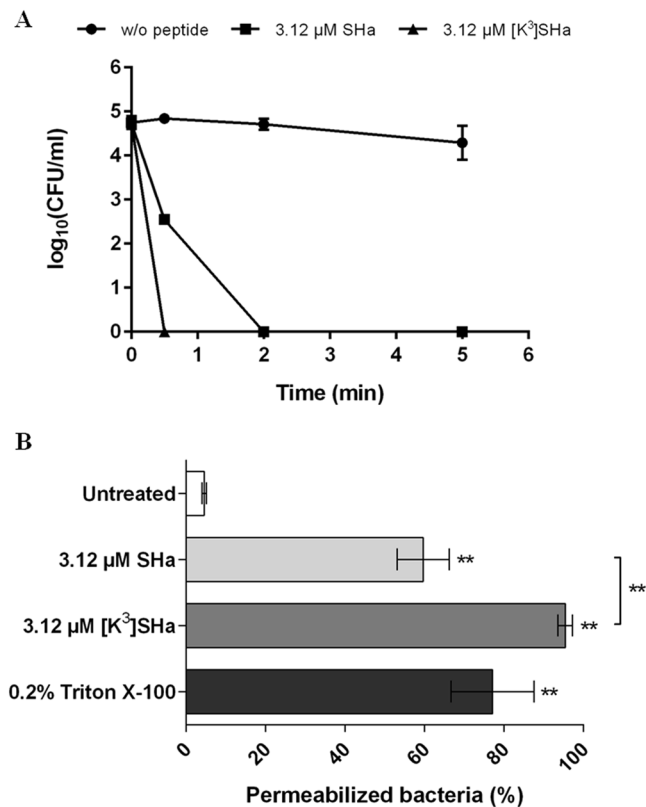 A
w/o peptide 3.12 µM SHa 3.12 µM [K³]SHa
6
5
4
3
2
1
0
log₁₀(CFU/ml)
0 1 2 3 4 5 6
Time (min)
B
Untreated
3.12 µM SHa **
**
3.12 µM [K³]SHa **
0.2% Triton X-100 **
0 20 40 60 80 100
Permeabilized bacteria (%)